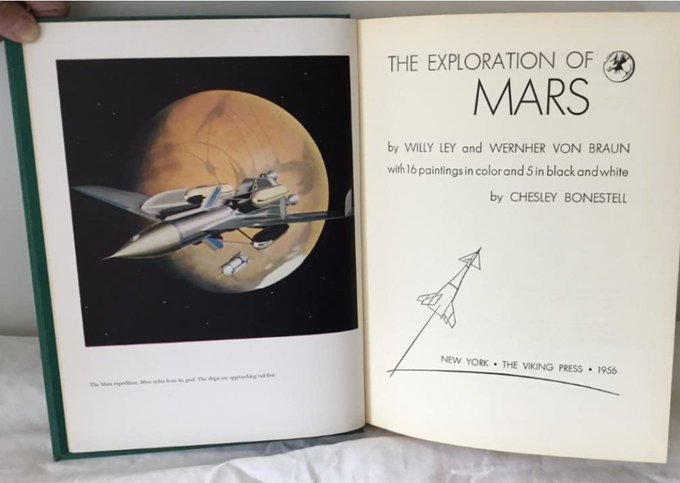 The Mars expedition, 8600 miles from its goal. The ships are approaching tail first.
THE EXPLORATION OF
MARS
by WILLY LEY and WERNHER VON BRAUN
with 16 paintings in color and 5 in black and white
by CHESLEY BONESTELL
NEW YORK • THE VIKING PRESS • 1956